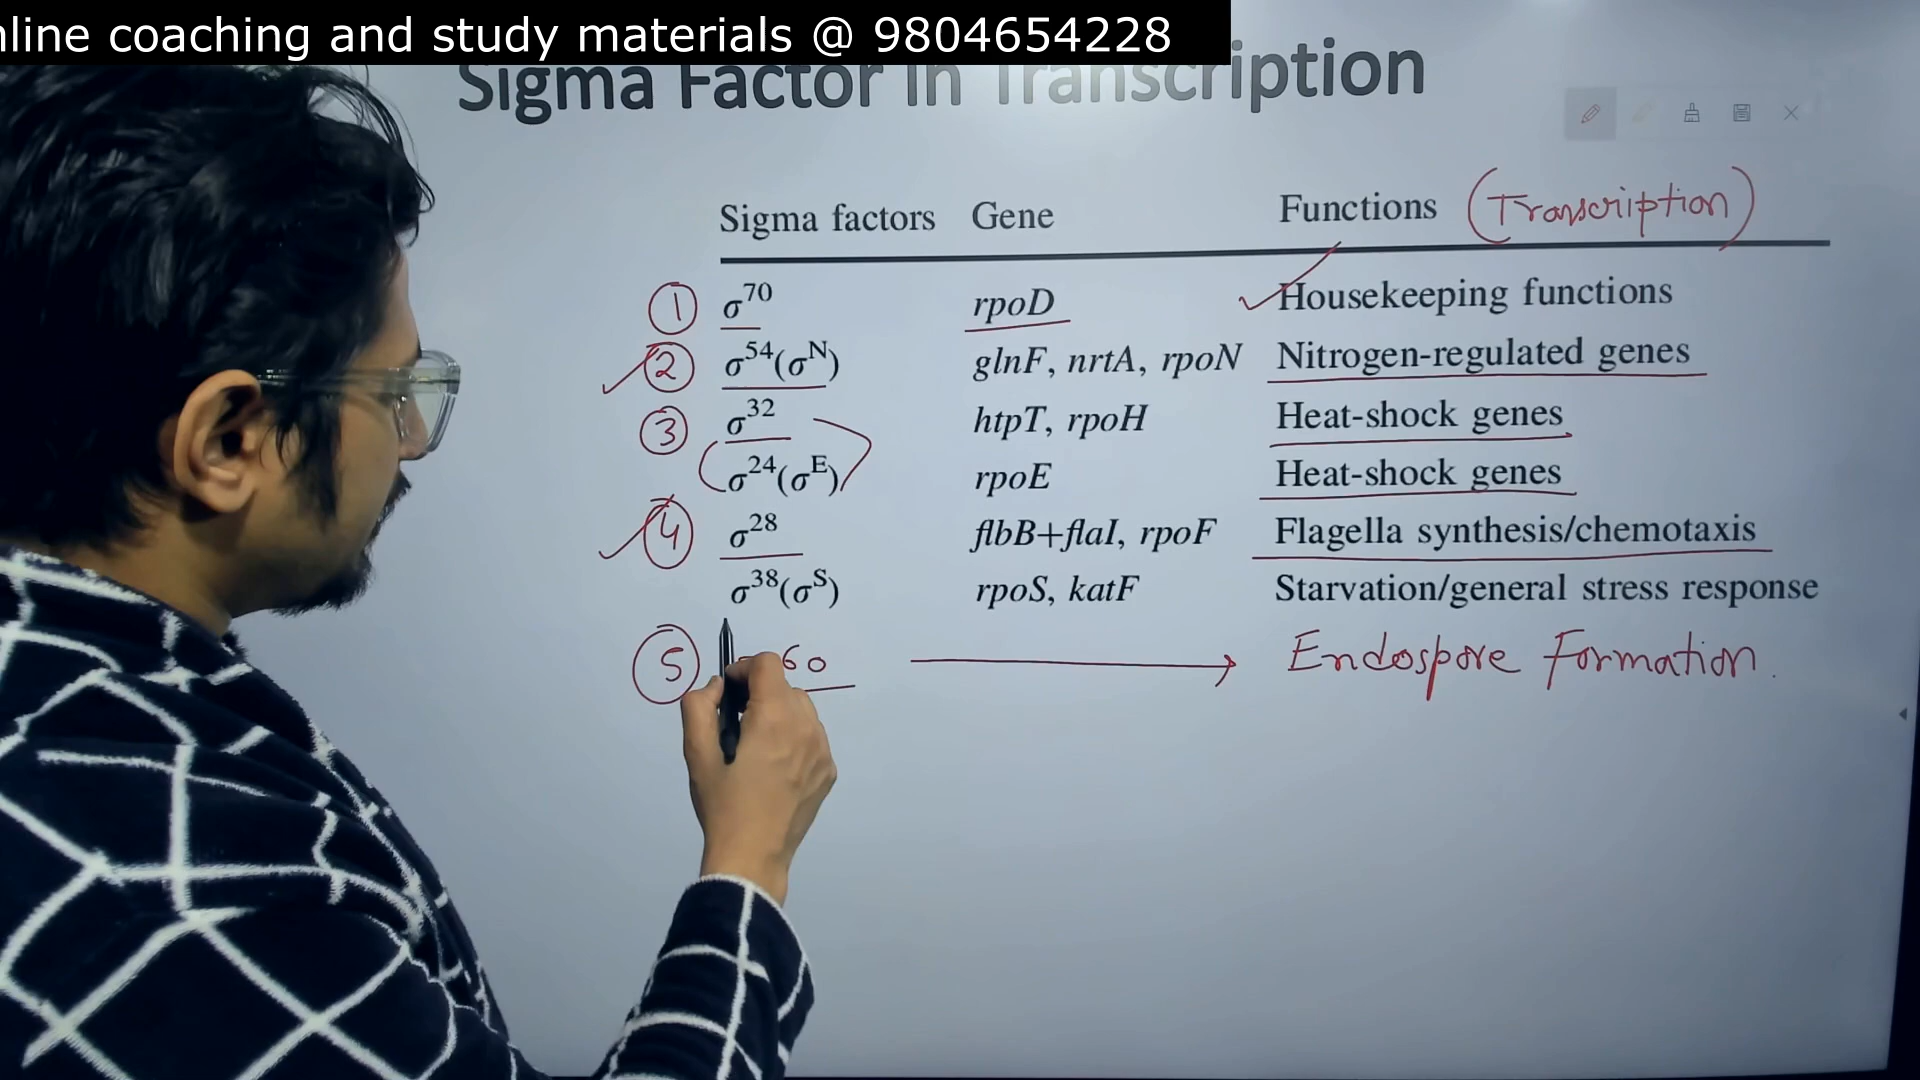 nline coaching and study materials @ 9804654228
Sigma Factor in Transcription
Sigma factors Gene Functions (Transcription)
1 σ⁷⁰ rpoD Housekeeping functions
2 σ⁵⁴(σᴺ) glnF, nrtA, rpoN Nitrogen-regulated genes
3 σ³² htpT, rpoH Heat-shock genes
σ²⁴(σᴱ) rpoE Heat-shock genes
4 σ²⁸ flbB+flaI, rpoF Flagella synthesis/chemotaxis
σ³⁸(σˢ) rpoS, katF Starvation/general stress response
5 60 → Endospore Formation.